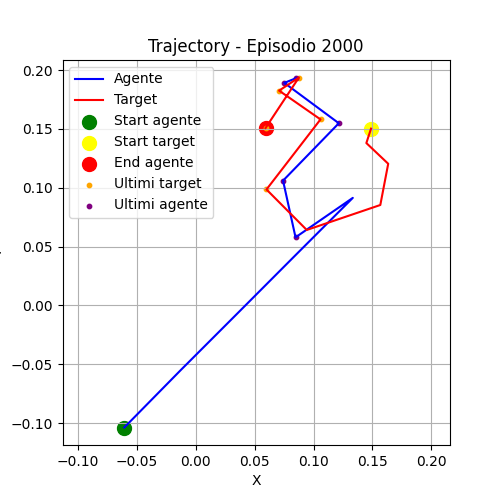 Trajectory - Episodio 2000
Agente
Target
Start agente
Start target
End agente
Ultimi target
Ultimi agente
0.20
0.15
0.10
0.05
0.00
−0.05
−0.10
−0.10 −0.05 0.00 0.05 0.10 0.15 0.20
X